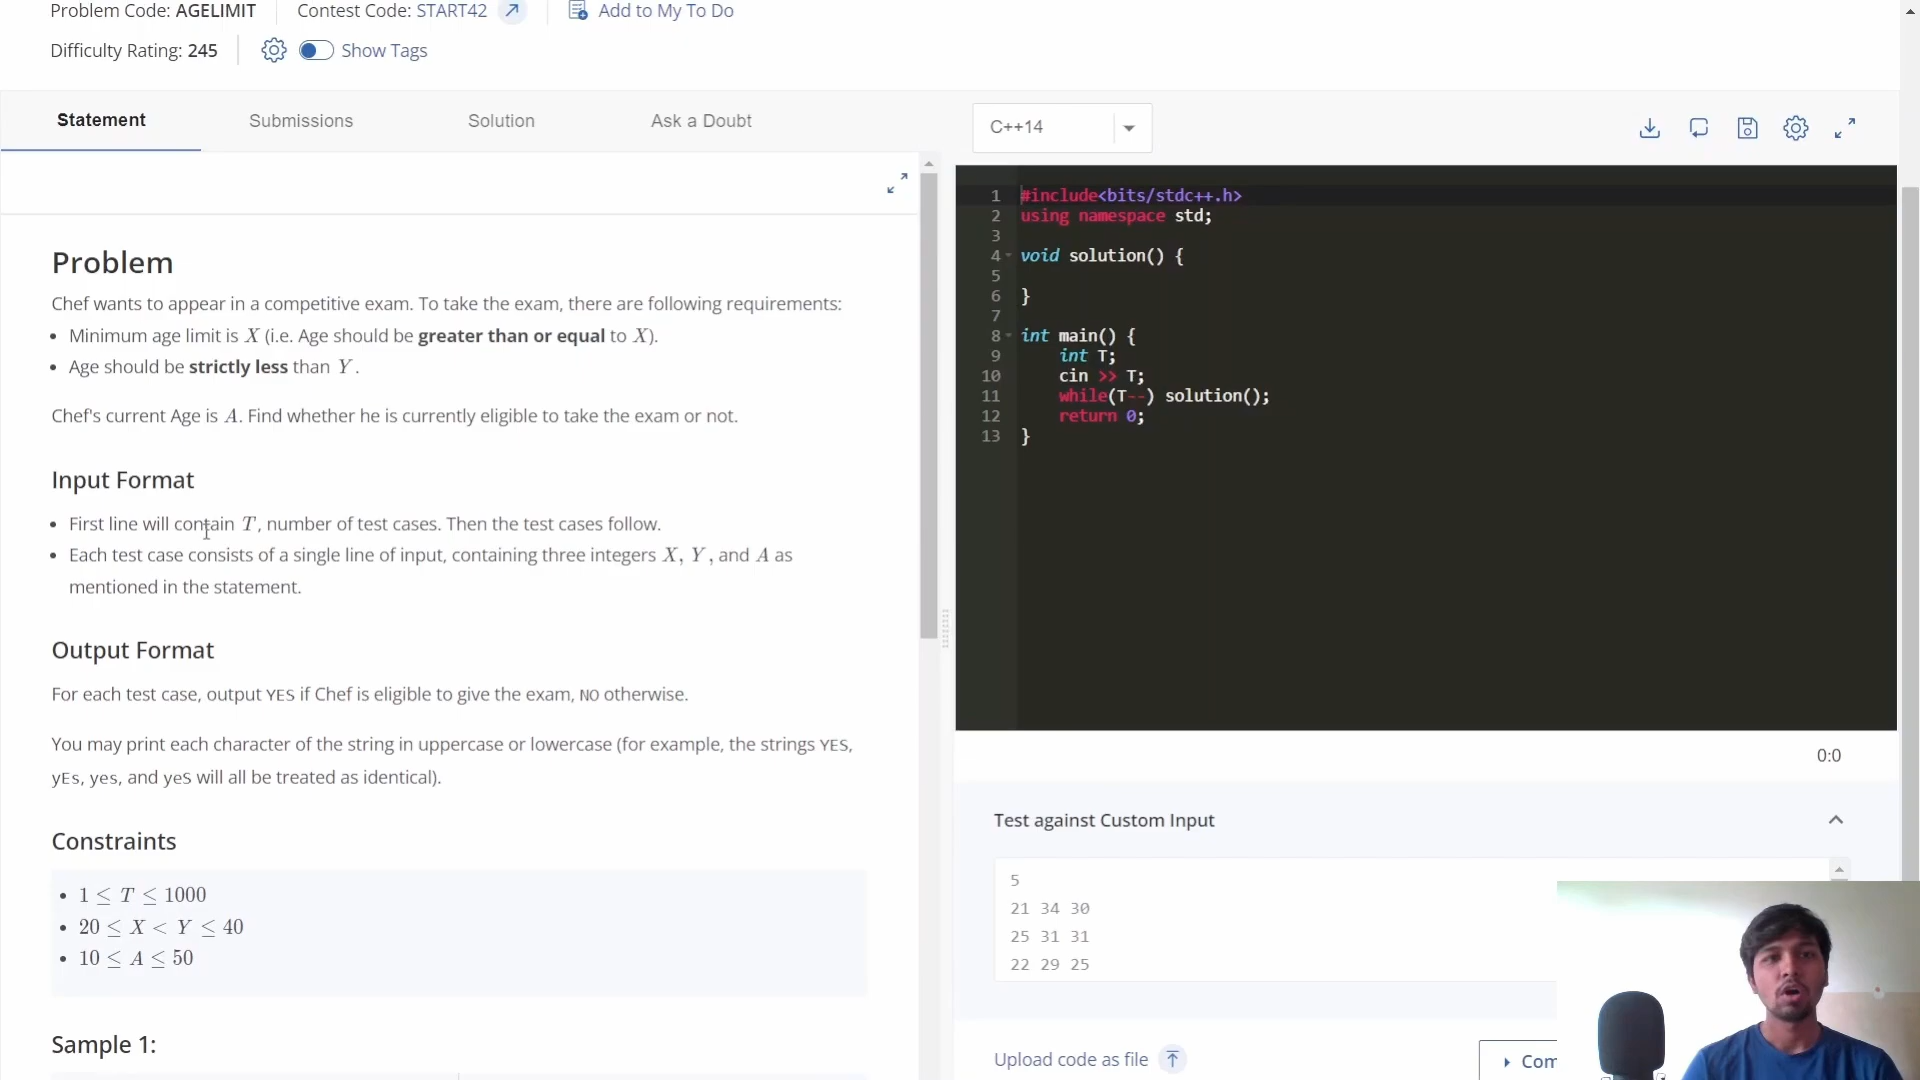 Problem Code: AGELIMIT Contest Code: START42 Add to My To Do
Difficulty Rating: 245 Show Tags
Statement Submissions Solution Ask a Doubt
C++14
Problem
Chef wants to appear in a competitive exam. To take the exam, there are following requirements:
• Minimum age limit is X (i.e. Age should be greater than or equal to X).
• Age should be strictly less than Y.
Chef's current Age is A. Find whether he is currently eligible to take the exam or not.
Input Format
• First line will contain T, number of test cases. Then the test cases follow.
• Each test case consists of a single line of input, containing three integers X, Y, and A as
mentioned in the statement.
Output Format
For each test case, output YES if Chef is eligible to give the exam, NO otherwise.
You may print each character of the string in uppercase or lowercase (for example, the strings YES,
yEs, yes, and yeS will all be treated as identical).
Constraints
• 1 ≤ T ≤ 1000
• 20 ≤ X < Y ≤ 40
• 10 ≤ A ≤ 50
Sample 1:
1 #include<bits/stdc++.h>
2 using namespace std;
3
4 void solution() {
5
6 }
7
8 int main() {
9 int T;
10 cin >> T;
11 while(T--) solution();
12 return 0;
13 }
0:0
Test against Custom Input
5
21 34 30
25 31 31
22 29 25
Upload code as file
Com